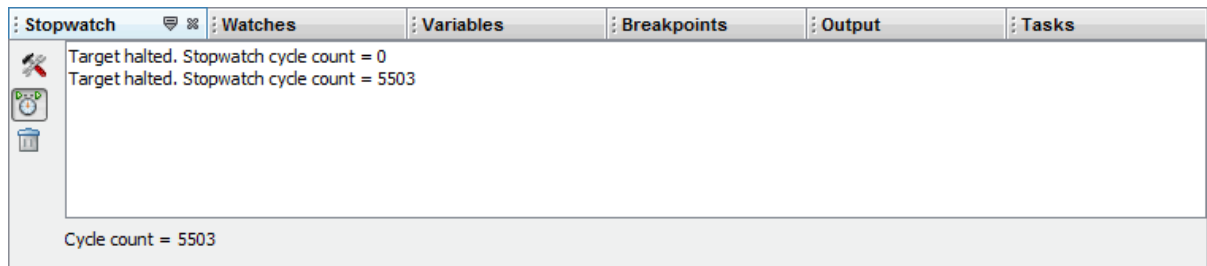 Stopwatch Watches Variables Breakpoints Output Tasks
Target halted. Stopwatch cycle count = 0
Target halted. Stopwatch cycle count = 5503
Cycle count = 5503